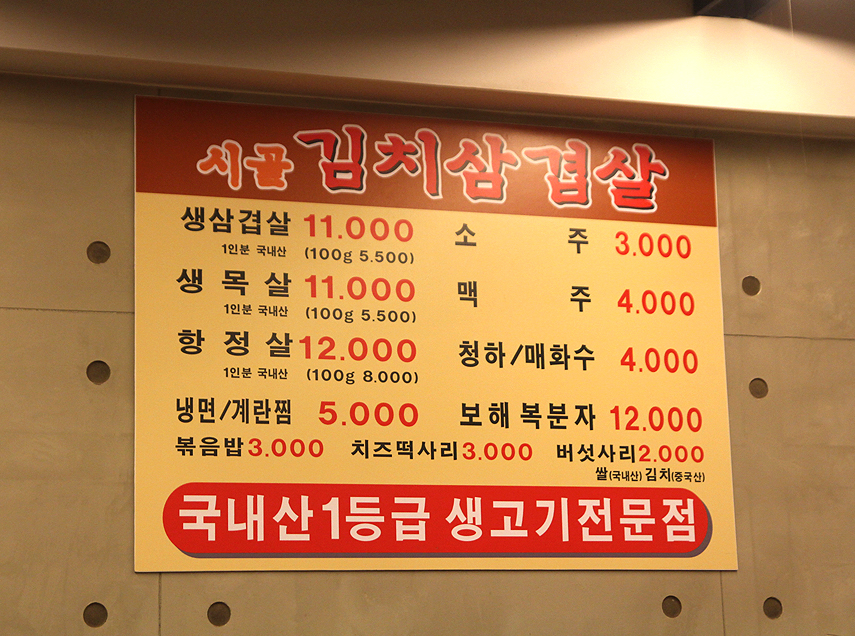 시골 김치삼겹살
생삼겹살 11.000 소 주 3.000
1인분 국내산 (100g 5.500)
생 목 살 11.000 맥 주 4.000
1인분 국내산 (100g 5.500)
항 정 살 12.000 청하/매화수 4.000
1인분 국내산 (100g 8.000)
냉면/계란찜 5.000 보해 복분자 12.000
볶음밥 3.000 치즈떡사리 3.000 버섯사리 2.000
쌀(국내산) 김치(중국산)
국내산1등급 생고기전문점